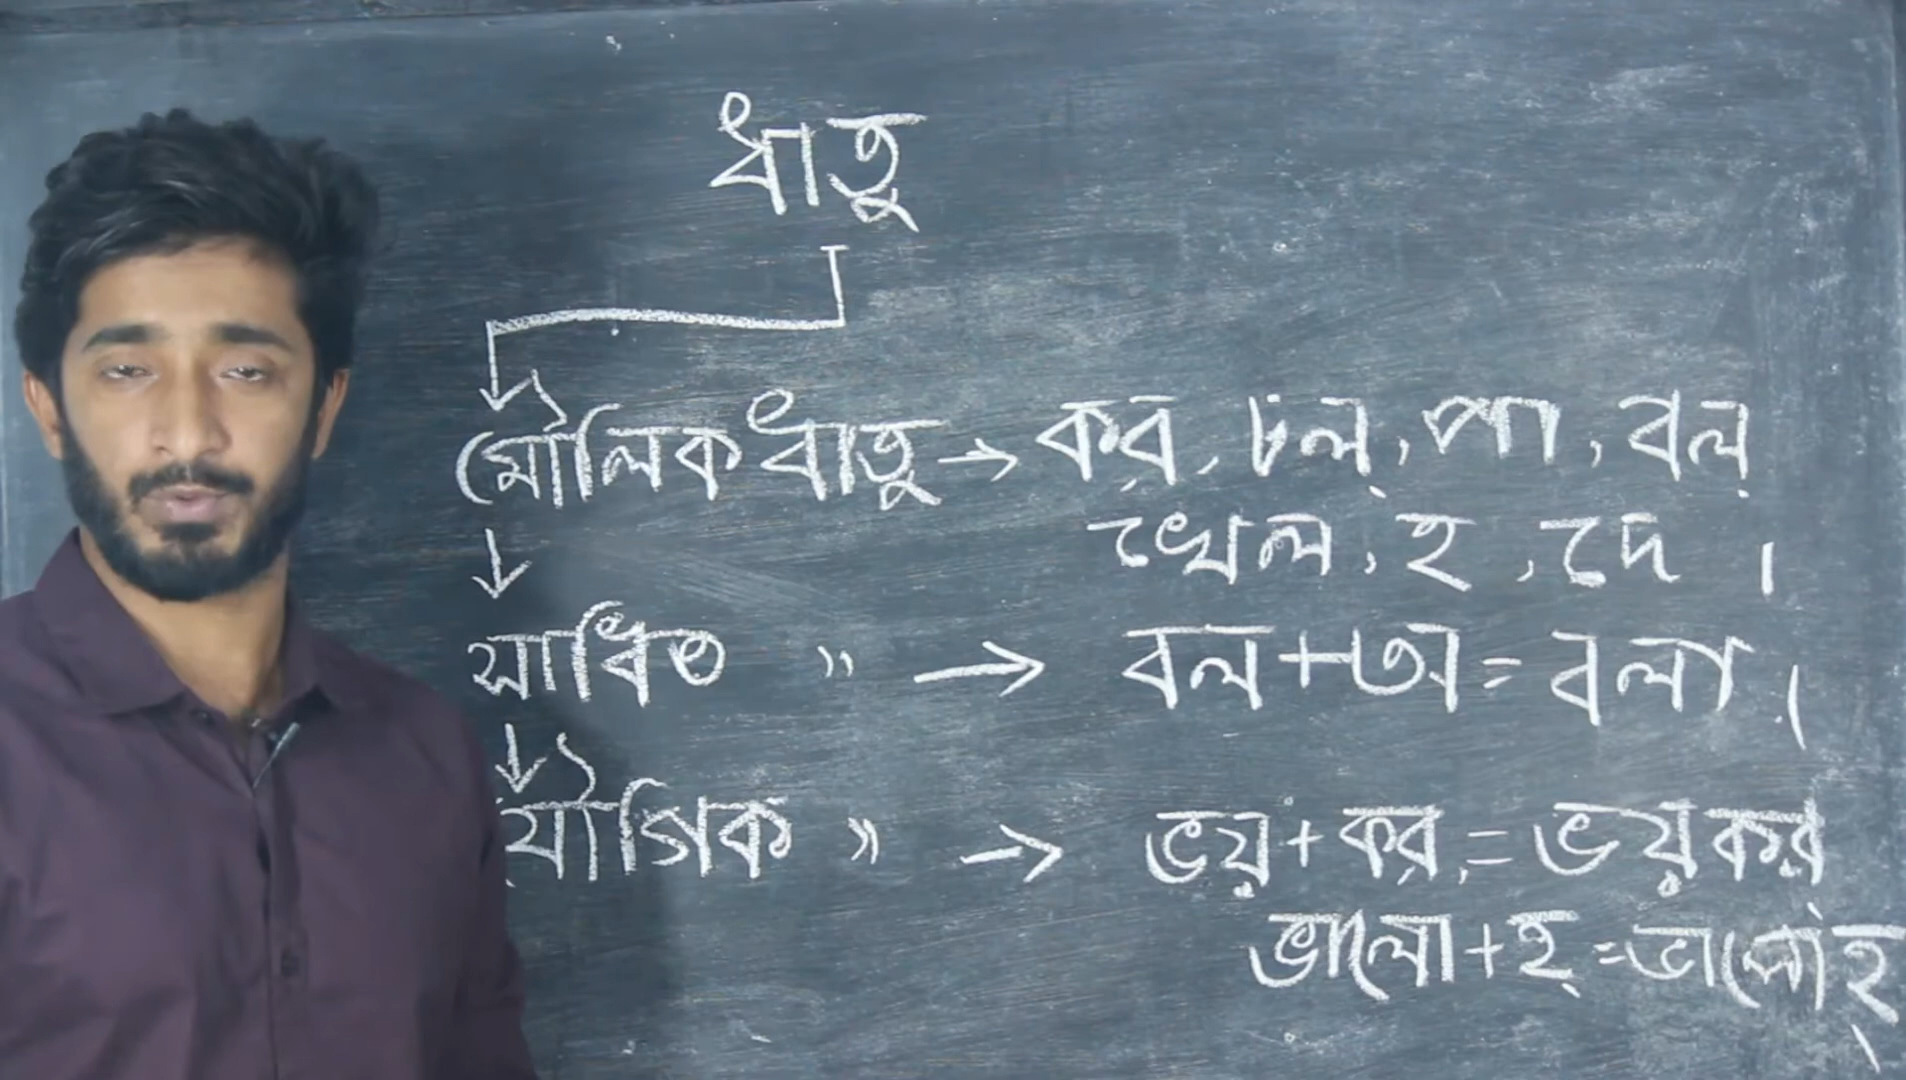 ধাতু
মৌলিক ধাতু → কর্, চল্, পা, বল্
খেল, হ, দে ।
সাধিত " → বল + অ = বলা ।
যৌগিক " → ভয় + কর্ = ভয় কর্
ভালো + হ্ = ভালো হ্